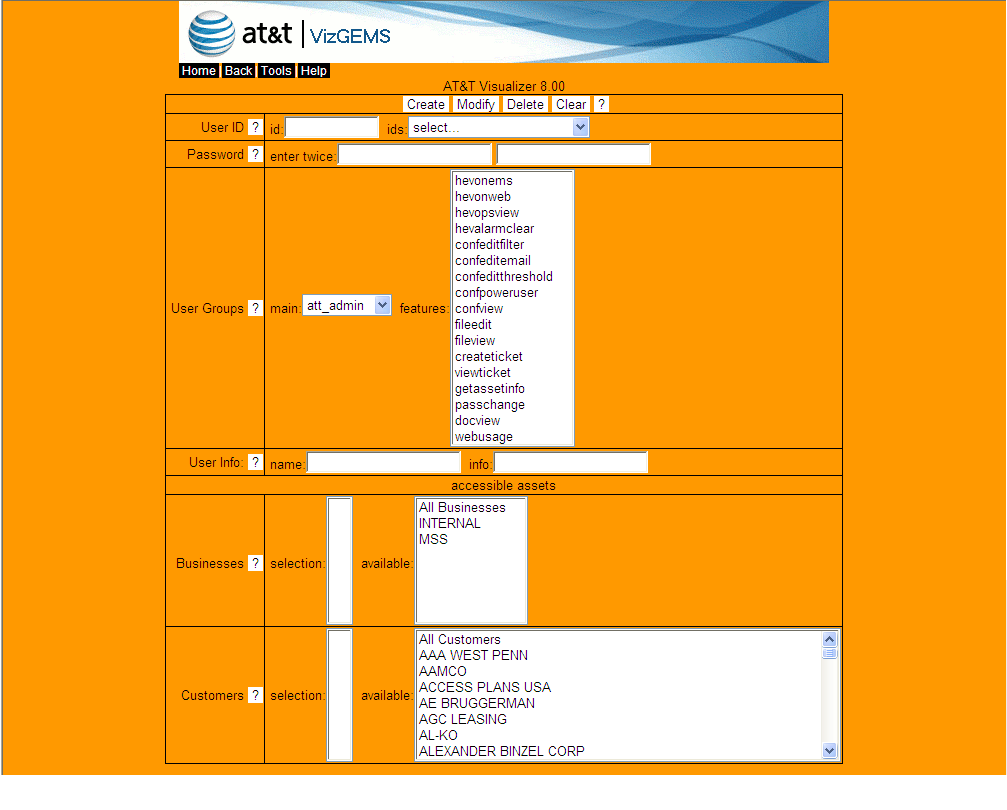 at&t VizGEMS
Home Back Tools Help
AT&T Visualizer 8.00
Create Modify Delete Clear ?
User ID ? id: ids: select...
Password ? enter twice:
User Groups ? main: att_admin features:
hevonems
hevonweb
hevopsview
hevalarmclear
confeditfilter
confeditemail
confeditthreshold
confpoweruser
confview
fileedit
fileview
createticket
viewticket
getassetinfo
passchange
docview
webusage
User Info: ? name: info:
accessible assets
Businesses ? selection: available:
All Businesses
INTERNAL
MSS
Customers ? selection: available:
All Customers
AAA WEST PENN
AAMCO
ACCESS PLANS USA
AE BRUGGERMAN
AGC LEASING
AL-KO
ALEXANDER BINZEL CORP